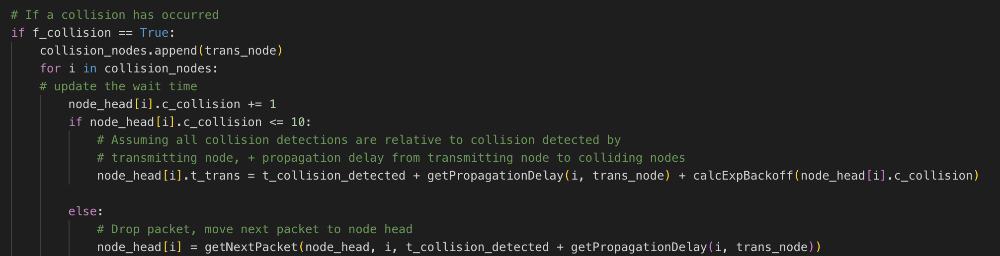 # If a collision has occurred
if f_collision == True:
    collision_nodes.append(trans_node)
    for i in collision_nodes:
    # update the wait time
        node_head[i].c_collision += 1
        if node_head[i].c_collision <= 10:
            # Assuming all collision detections are relative to collision detected by
            # transmitting node, + propagation delay from transmitting node to colliding nodes
            node_head[i].t_trans = t_collision_detected + getPropagationDelay(i, trans_node) + calcExpBackoff(node_head[i].c_collision)
        else:
            # Drop packet, move next packet to node head
            node_head[i] = getNextPacket(node_head, i, t_collision_detected + getPropagationDelay(i, trans_node))